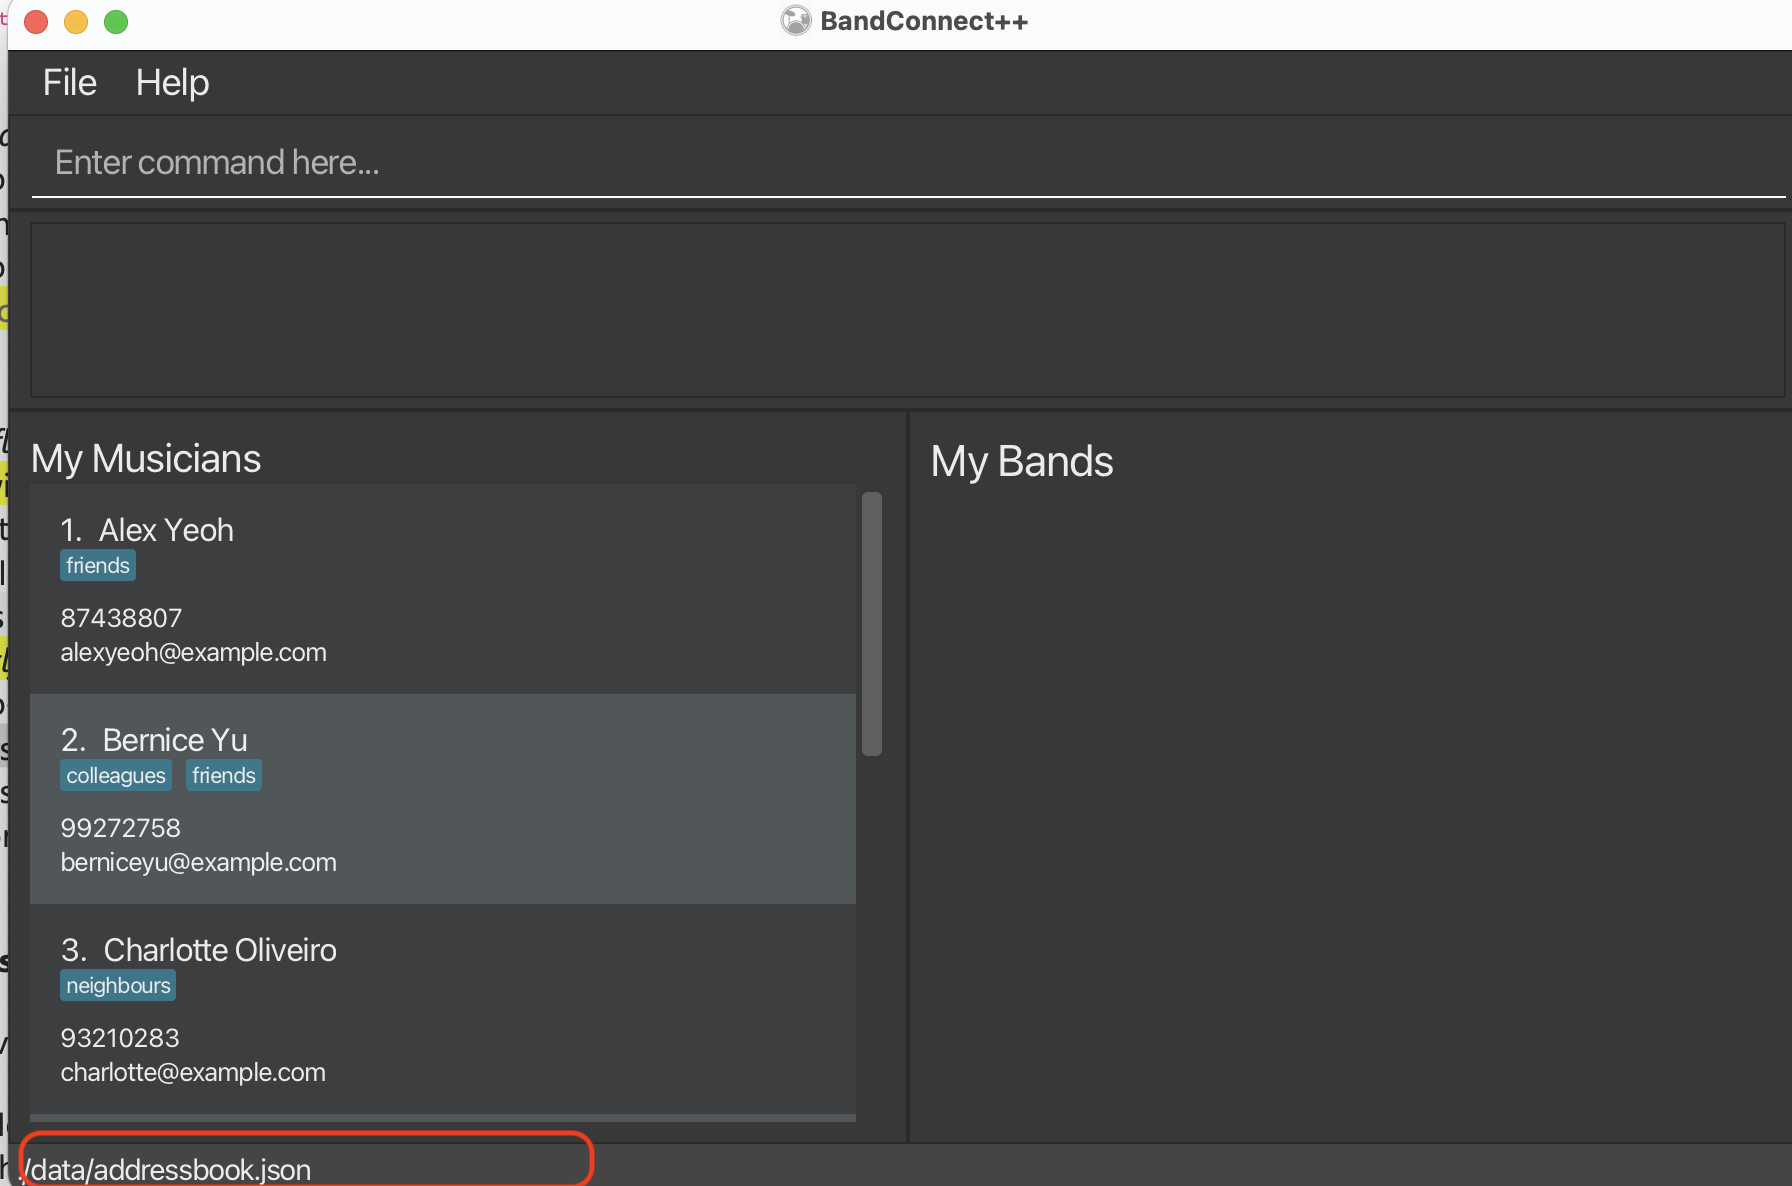 BandConnect++
File Help
Enter command here...
My Musicians
1. Alex Yeoh
friends
87438807
alexyeoh@example.com
2. Bernice Yu
colleagues friends
99272758
berniceyu@example.com
3. Charlotte Oliveiro
neighbours
93210283
charlotte@example.com
My Bands
./data/addressbook.json